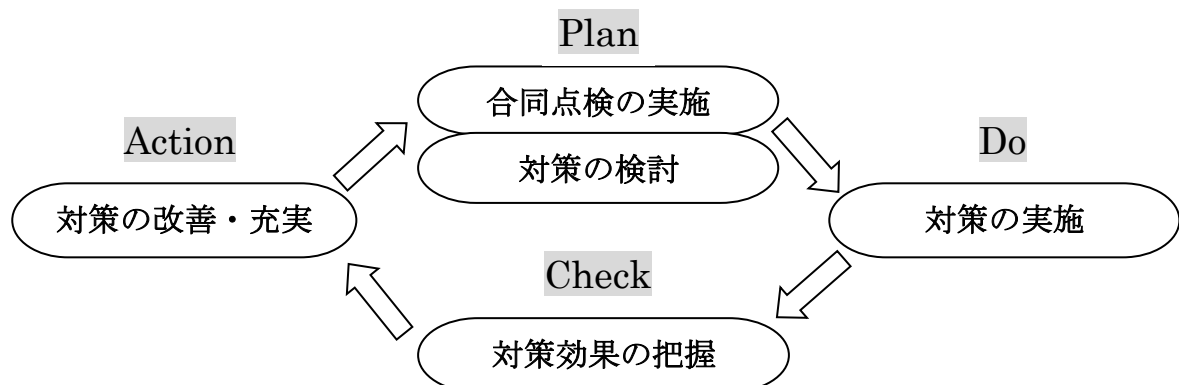 Plan
合同点検の実施
Action
Do
対策の検討
対策の改善・充実
対策の実施
Check
対策効果の把握